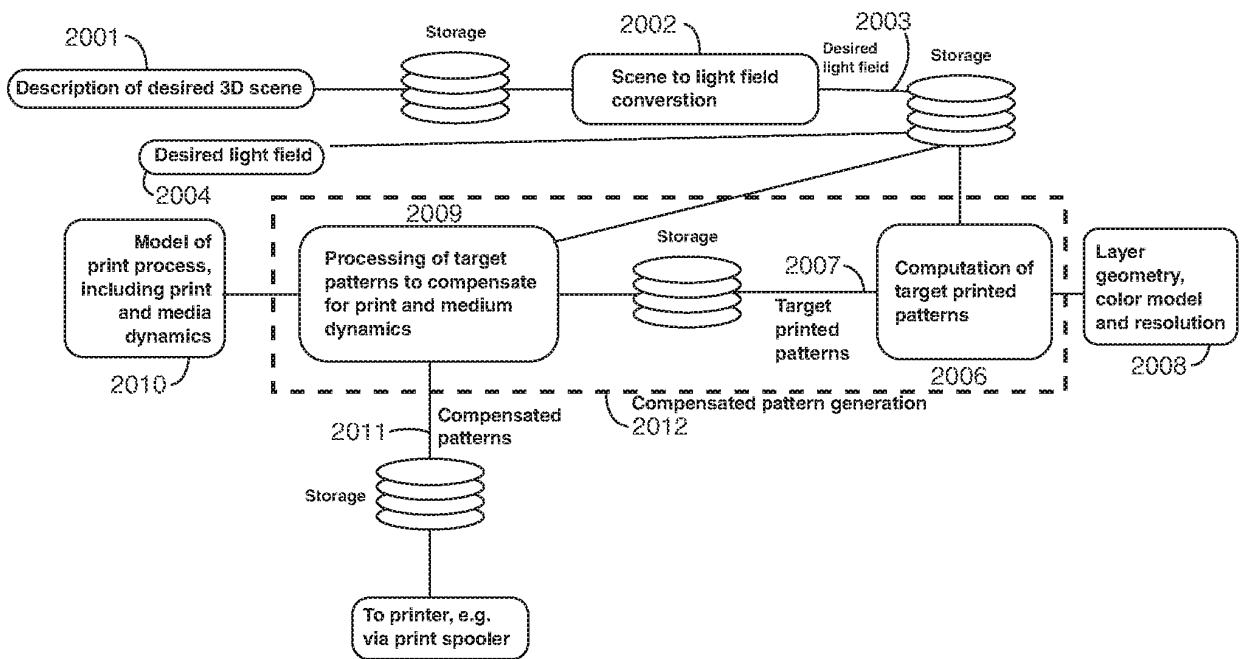 2001
Storage
2002
2003
Description of desired 3D scene
Scene to light field
converstion
Desired
light field
Storage
Desired light field
2004
2009
Model of
print process,
including print
and media
dynamics
2010
Processing of target
patterns to compensate
for print and medium
dynamics
Storage
2007
Target
printed
patterns
Computation of
target printed
patterns
2006
Layer
geometry,
color model
and resolution
2008
Compensated pattern generation
2012
2011
Compensated
patterns
Storage
To printer, e.g.
via print spooler